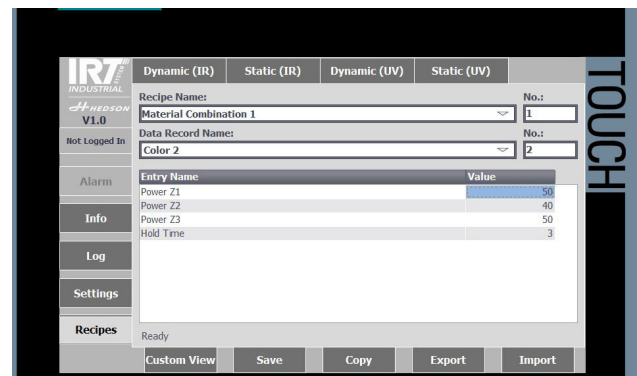 IRT SYSTEM
INDUSTRIAL
HEDSON
V1.0
Not Logged In
Alarm
Info
Log
Settings
Recipes
Dynamic (IR) Static (IR) Dynamic (UV) Static (UV)
Recipe Name: No.:
Material Combination 1 1
Data Record Name: No.:
Color 2 2
Entry Name Value
Power Z1 50
Power Z2 40
Power Z3 50
Hold Time 3
Ready
Custom View Save Copy Export Import
TOUCH